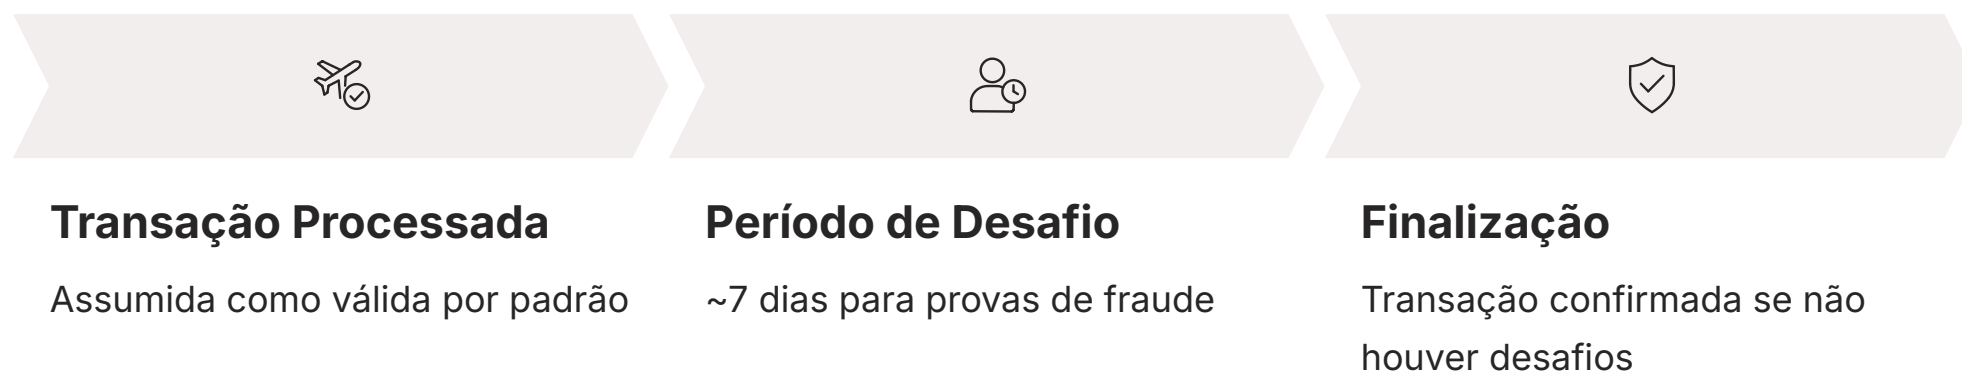 Transação Processada
Assumida como válida por padrão
Período de Desafio
~7 dias para provas de fraude
Finalização
Transação confirmada se não
houver desafios